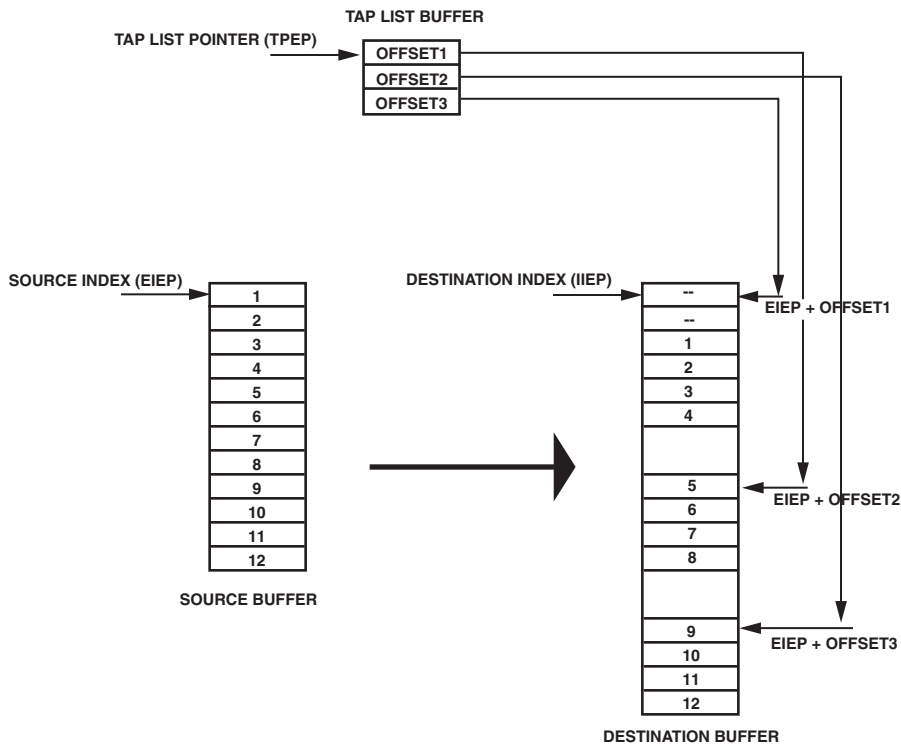 TAP LIST BUFFER
TAP LIST POINTER (TPEP)
OFFSET1
OFFSET2
OFFSET3
SOURCE INDEX (EIEP)
1
2
3
4
5
6
7
8
9
10
11
12
SOURCE BUFFER
DESTINATION INDEX (IIEP)
--
--
1
2
3
4
5
6
7
8
9
10
11
12
EIEP + OFFSET1
EIEP + OFFSET2
EIEP + OFFSET3
DESTINATION BUFFER